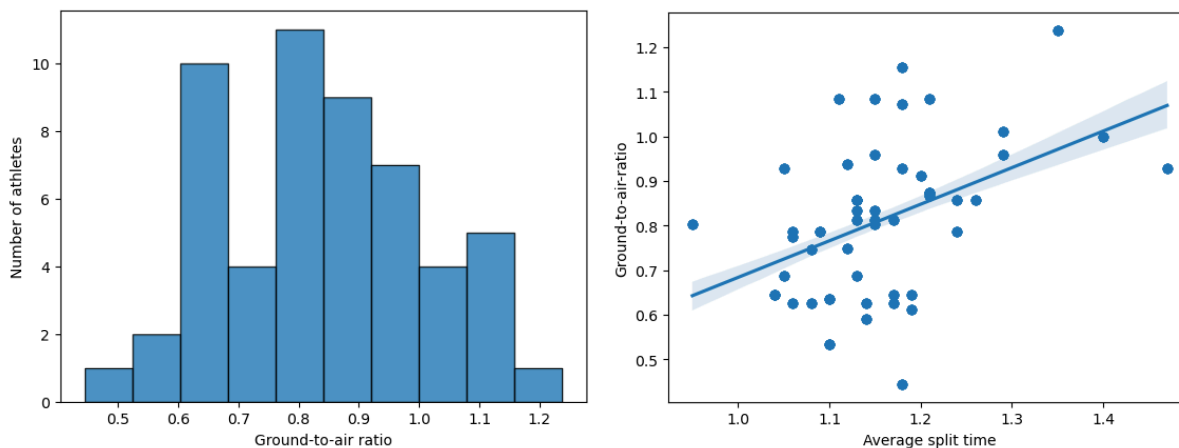 10
8
6
4
2
0
Number of athletes
0.5 0.6 0.7 0.8 0.9 1.0 1.1 1.2
Ground-to-air ratio
1.2
1.1
1.0
0.9
0.8
0.7
0.6
0.5
Ground-to-air-ratio
1.0 1.1 1.2 1.3 1.4
Average split time